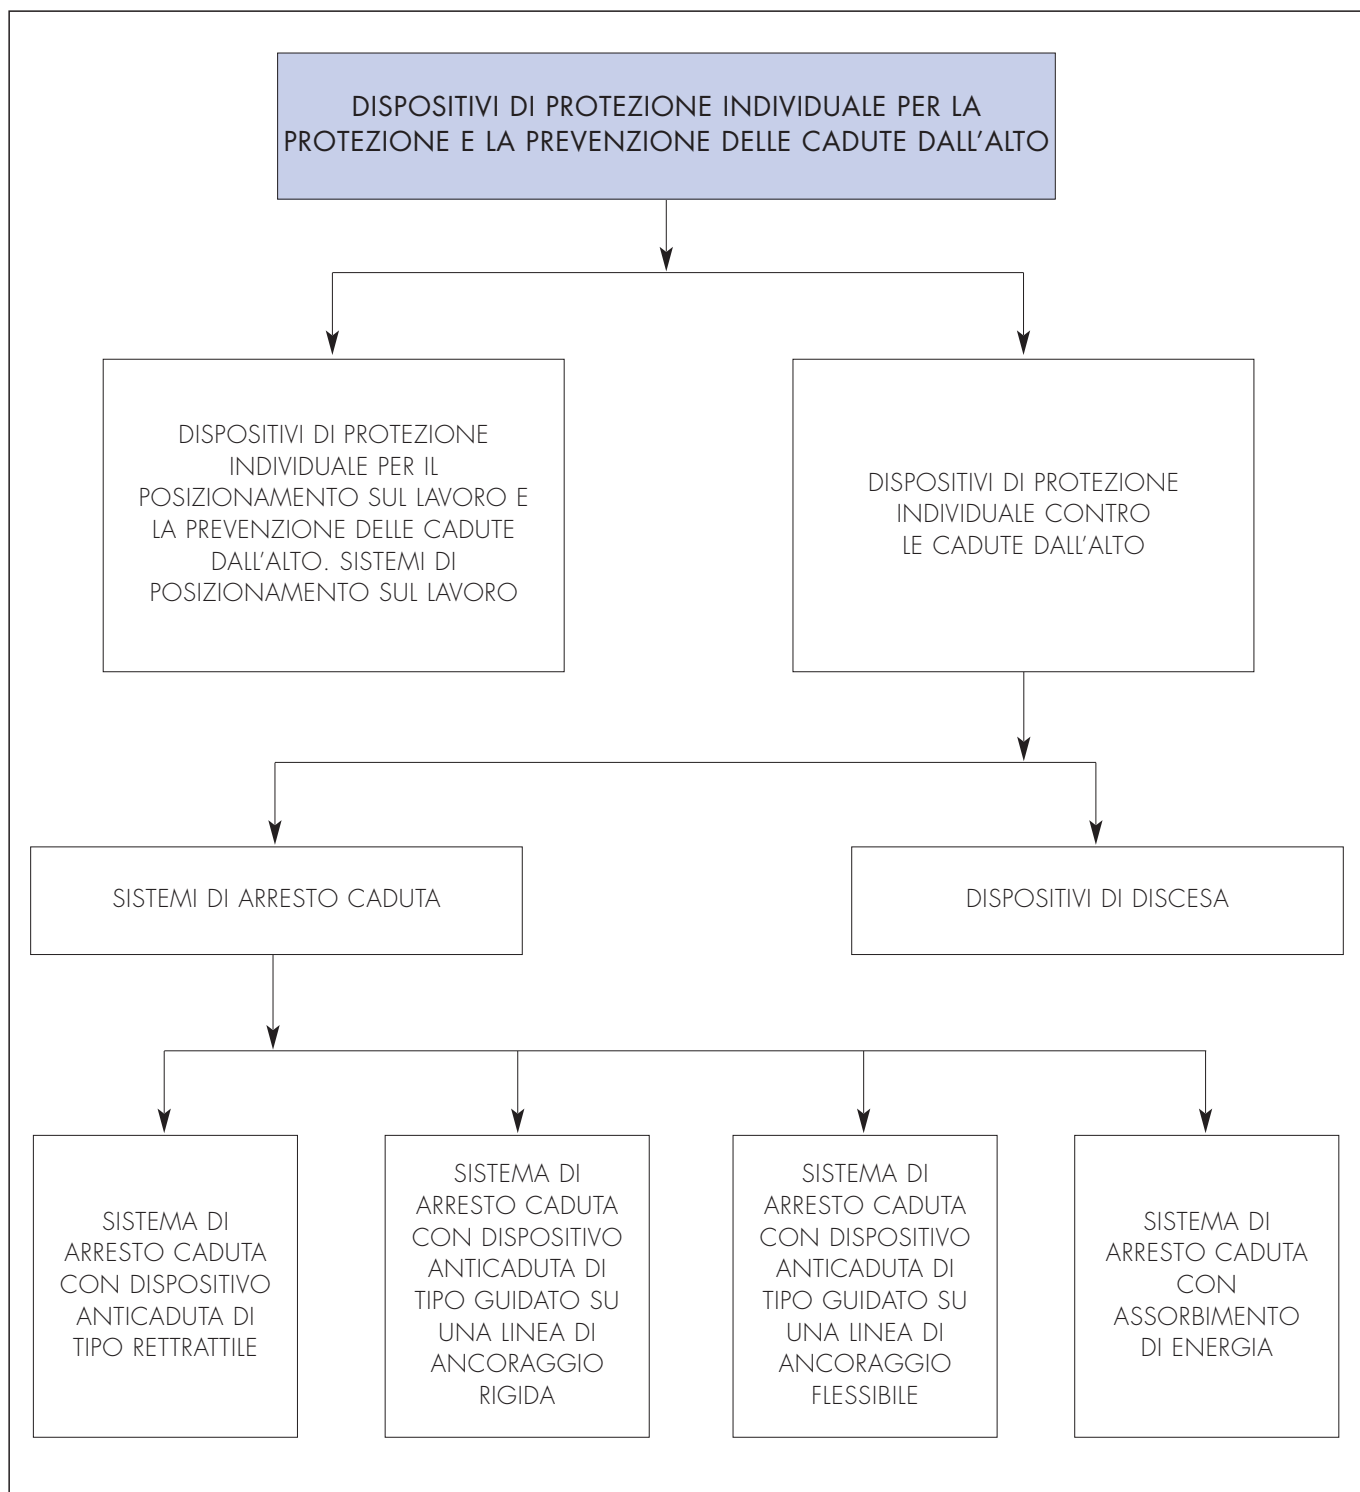 DISPOSITIVI DI PROTEZIONE INDIVIDUALE PER LA
PROTEZIONE E LA PREVENZIONE DELLE CADUTE DALL'ALTO
DISPOSITIVI DI PROTEZIONE
INDIVIDUALE PER IL
POSIZIONAMENTO SUL LAVORO E
LA PREVENZIONE DELLE CADUTE
DALL'ALTO. SISTEMI DI
POSIZIONAMENTO SUL LAVORO
DISPOSITIVI DI PROTEZIONE
INDIVIDUALE CONTRO
LE CADUTE DALL'ALTO
SISTEMI DI ARRESTO CADUTA
DISPOSITIVI DI DISCESA
SISTEMA DI
ARRESTO CADUTA
CON DISPOSITIVO
ANTICADUTA DI
TIPO RETTRATTILE
SISTEMA DI
ARRESTO CADUTA
CON DISPOSITIVO
ANTICADUTA DI
TIPO GUIDATO SU
UNA LINEA DI
ANCORAGGIO
RIGIDA
SISTEMA DI
ARRESTO CADUTA
CON DISPOSITIVO
ANTICADUTA DI
TIPO GUIDATO SU
UNA LINEA DI
ANCORAGGIO
FLESSIBILE
SISTEMA DI
ARRESTO CADUTA
CON
ASSORBIMENTO
DI ENERGIA